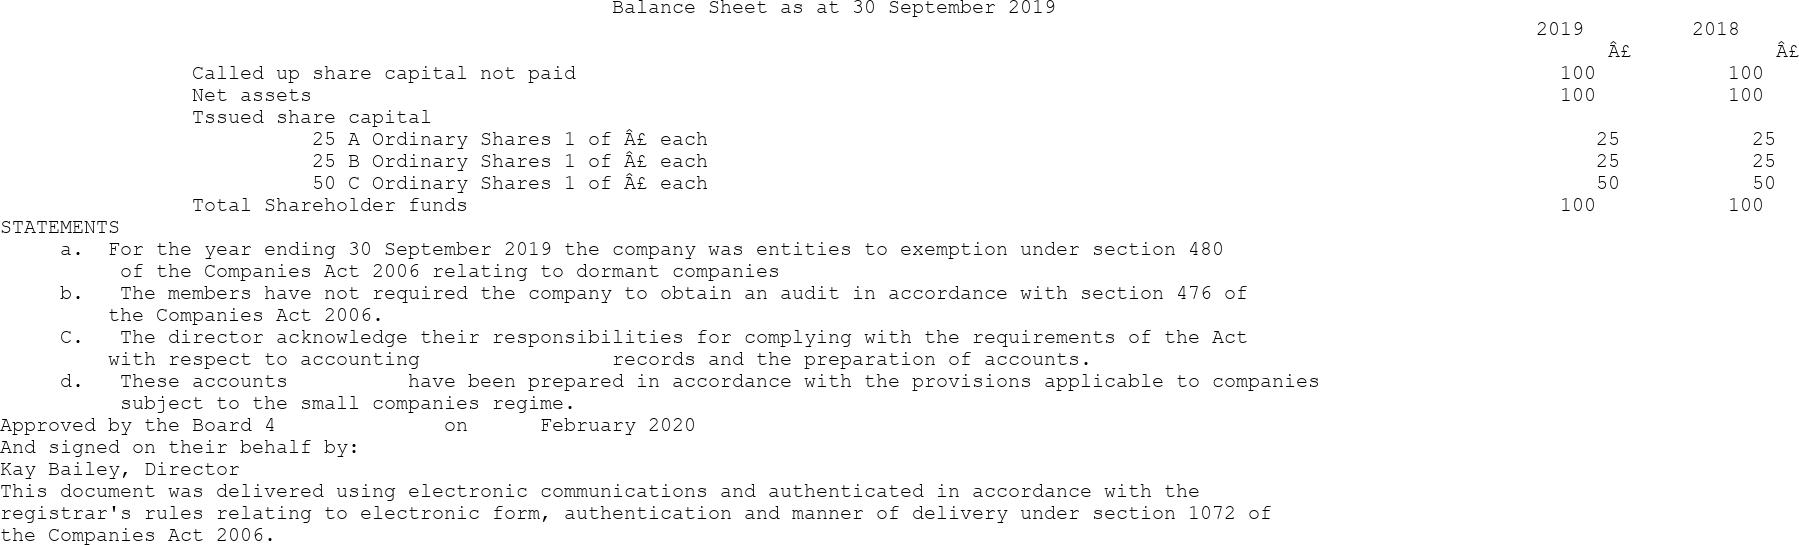 Balance Sheet as at 30 September 2019
2019 2018
Â£ Â£
Called up share capital not paid 100 100
Net assets 100 100
Tssued share capital
25 A Ordinary Shares 1 of Â£ each 25 25
25 B Ordinary Shares 1 of Â£ each 25 25
50 C Ordinary Shares 1 of Â£ each 50 50
Total Shareholder funds 100 100
STATEMENTS
a. For the year ending 30 September 2019 the company was entities to exemption under section 480
of the Companies Act 2006 relating to dormant companies
b. The members have not required the company to obtain an audit in accordance with section 476 of
the Companies Act 2006.
C. The director acknowledge their responsibilities for complying with the requirements of the Act
with respect to accounting records and the preparation of accounts.
d. These accounts have been prepared in accordance with the provisions applicable to companies
subject to the small companies regime.
Approved by the Board 4 on February 2020
And signed on their behalf by:
Kay Bailey, Director
This document was delivered using electronic communications and authenticated in accordance with the
registrar's rules relating to electronic form, authentication and manner of delivery under section 1072 of
the Companies Act 2006.